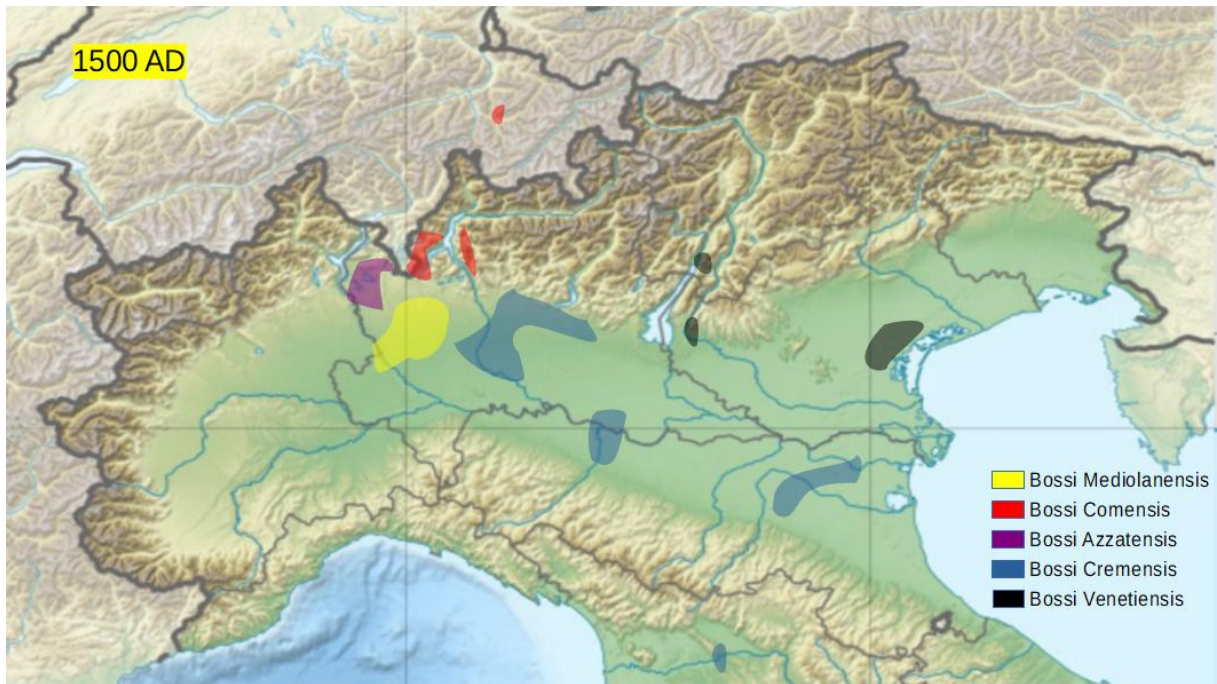 1500 AD
Bossi Mediolanensis
Bossi Comensis
Bossi Azzatensis
Bossi Cremensis
Bossi Venetiensis